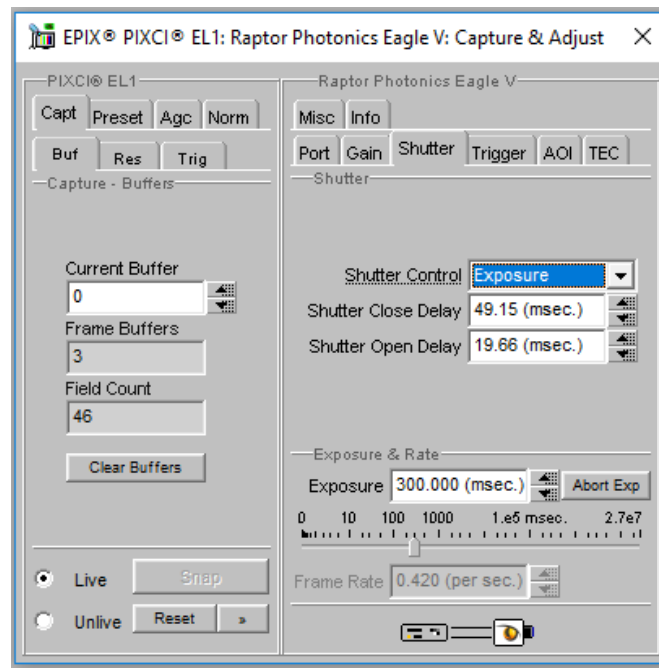 EPIX® PIXCI® EL1: Raptor Photonics Eagle V: Capture & Adjust
PIXCI® EL1
Capt Preset Agc Norm
Buf Res Trig
Capture - Buffers
Current Buffer
0
Frame Buffers
3
Field Count
46
Clear Buffers
Live Snap
Unlive Reset »
Raptor Photonics Eagle V
Misc Info
Port Gain Shutter Trigger AOI TEC
Shutter
Shutter Control Exposure
Shutter Close Delay 49.15 (msec.)
Shutter Open Delay 19.66 (msec.)
Exposure & Rate
Exposure 300.000 (msec.) Abort Exp
0 10 100 1000 1.e5 msec. 2.7e7
Frame Rate 0.420 (per sec.)